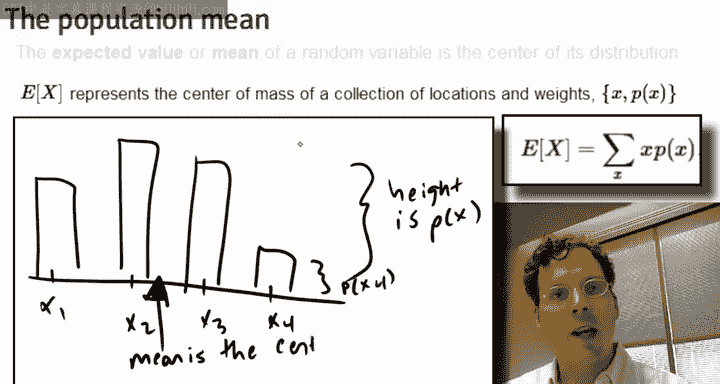 The population mean
The expected value or mean of a random variable is the center of its distribution
E[X] represents the center of mass of a collection of locations and weights, {x, p(x)}
E[X] = ∑ xp(x)
x
height
is p(x)
p(x4)
x1
x2
x3
x4
mean is the cent